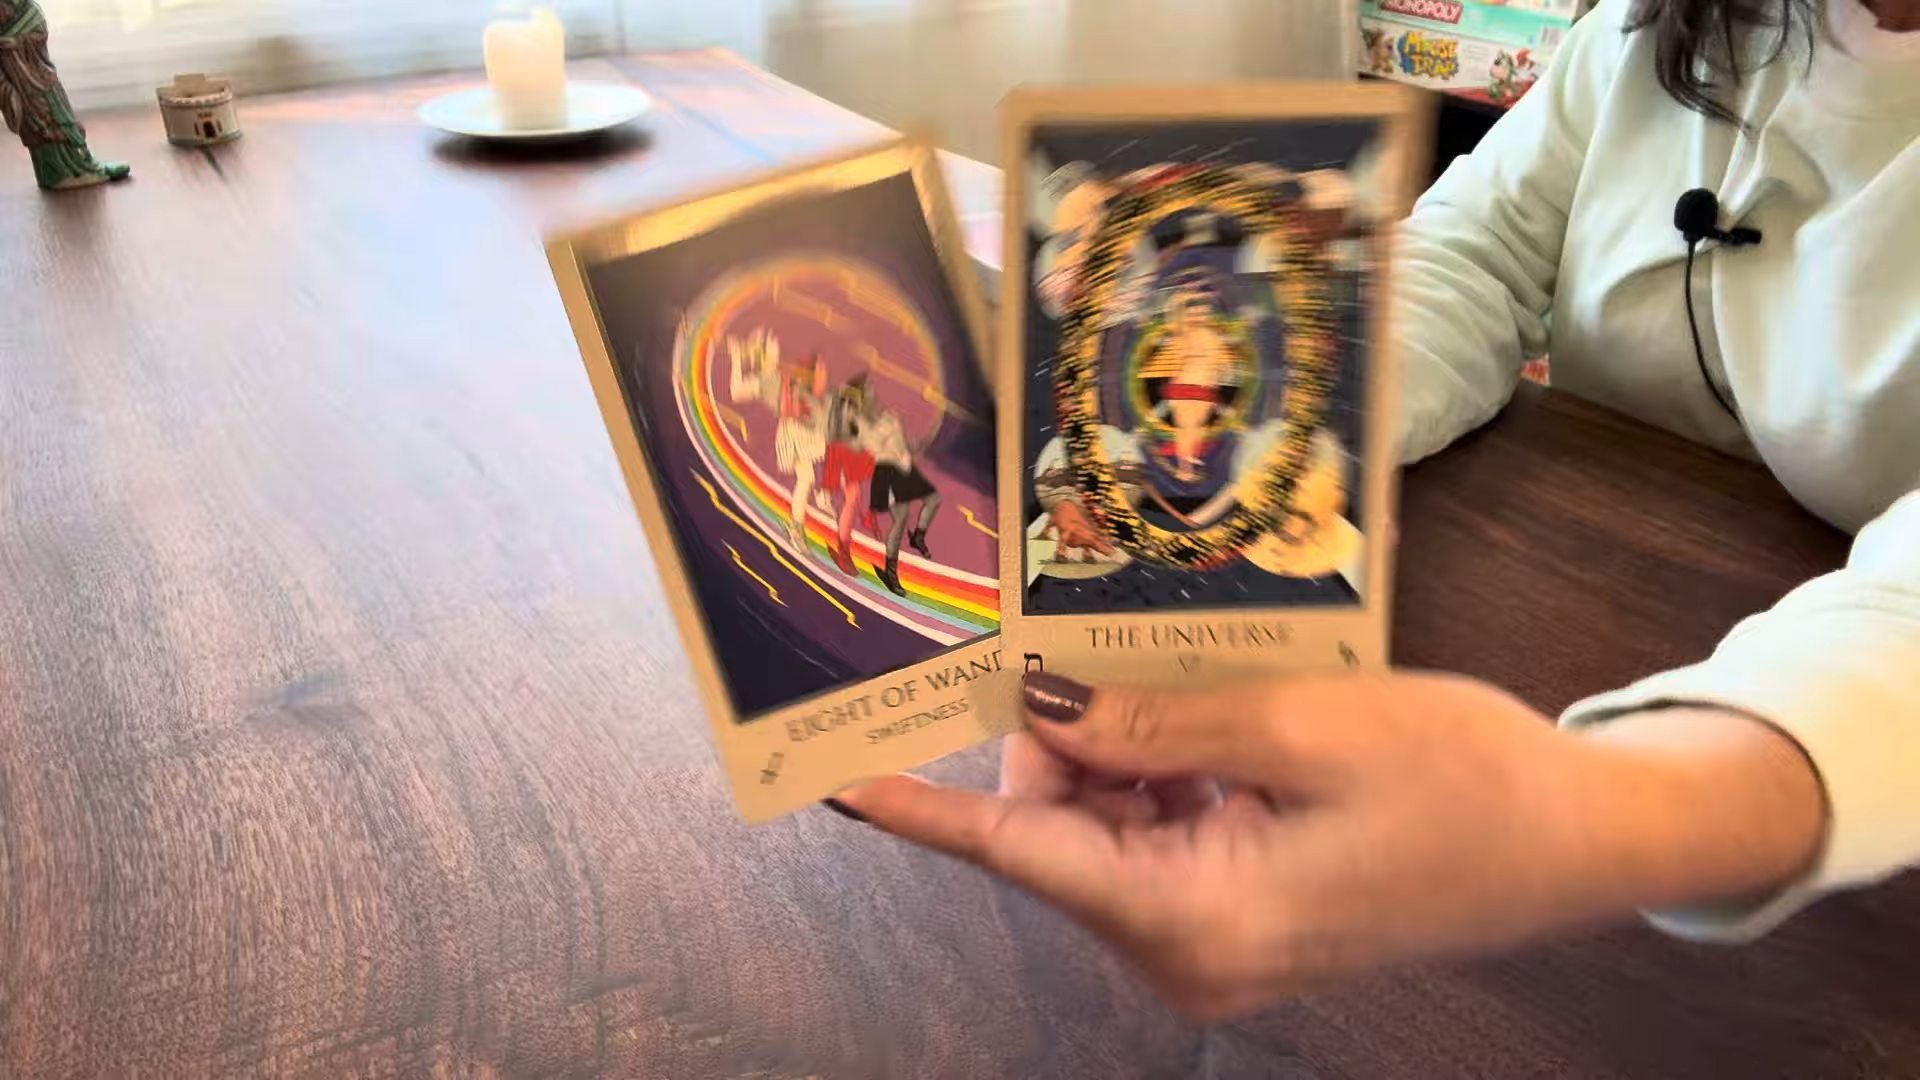 MONOPOLY
MOUSE
TRAP
EIGHT OF WAND
SWIFTNESS
THE UNIVERSE
ת